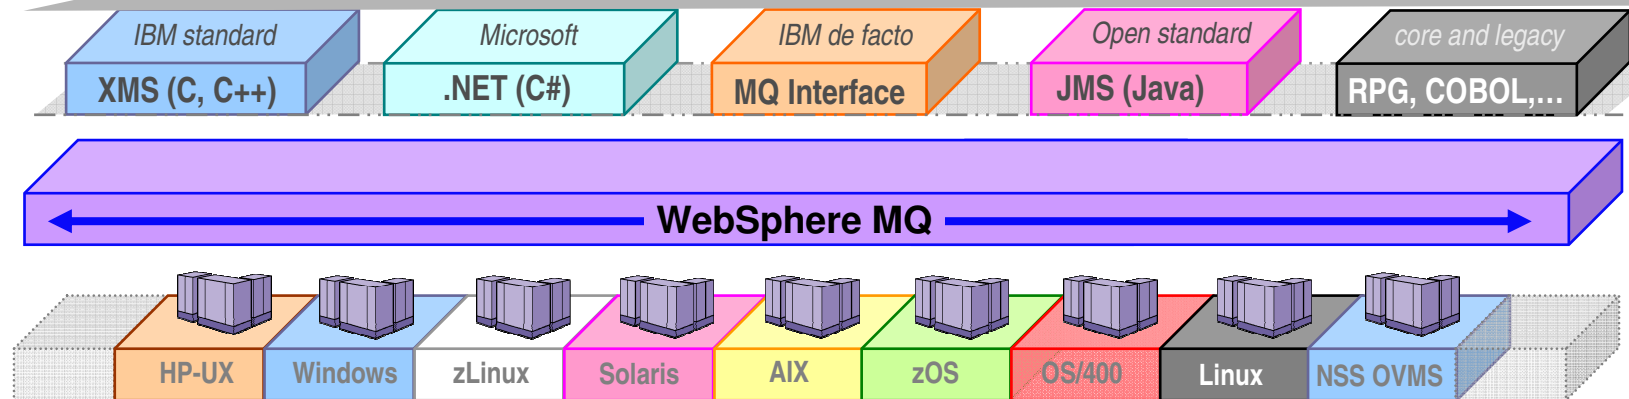 IBM standard
Microsoft
IBM de facto
Open standard
core and legacy
XMS (C, C++)
.NET (C#)
MQ Interface
JMS (Java)
RPG, COBOL,...
WebSphere MQ
HP-UX
Windows
zLinux
Solaris
AIX
zOS
OS/400
Linux
NSS OVMS